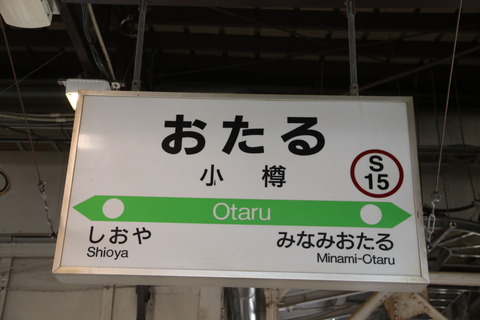 おたる
小樽
S
15
Otaru
しおや
Shioya
みなみおたる
Minami-Otaru